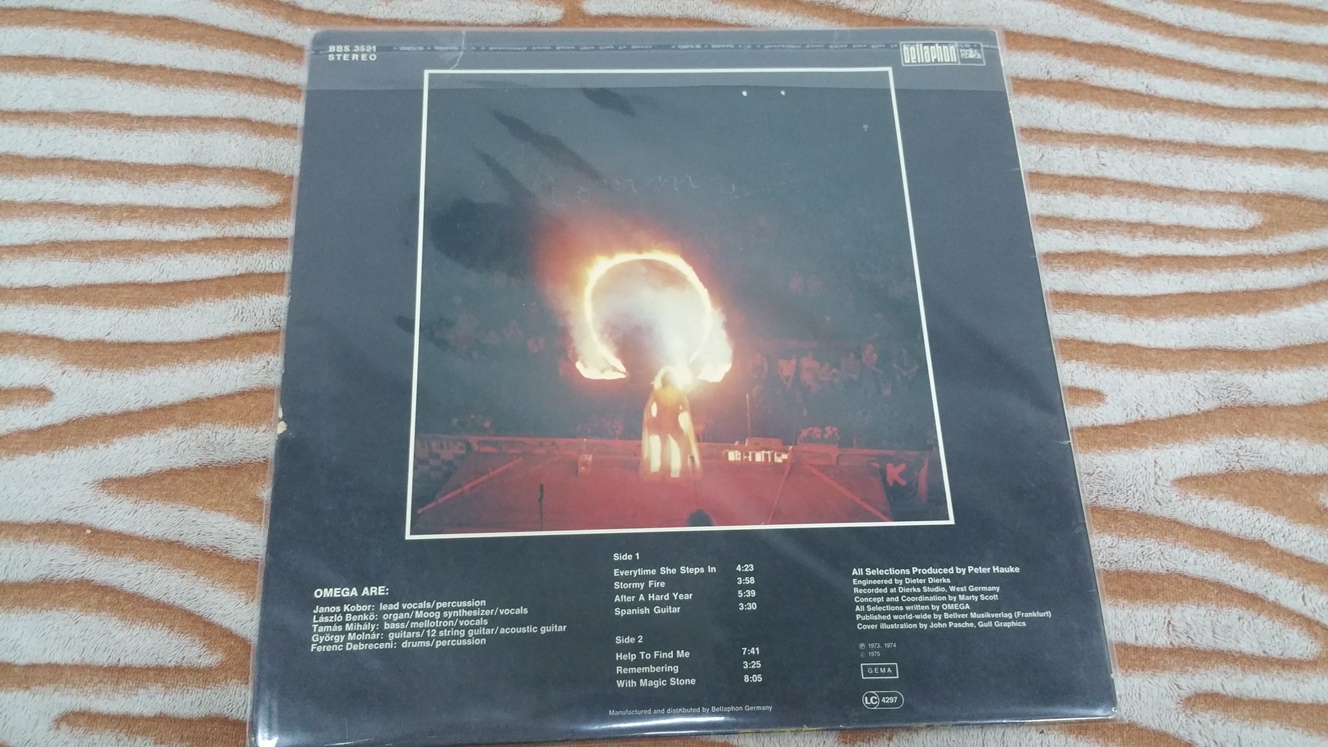 BBS 2521
STEREO
bellaphon
K
OMEGA ARE:
Janos Kobor: lead vocals/percussion
László Benkö: organ/Moog synthesizer/vocals
Tamás Mihály: bass/mellotron/vocals
György Molnár: guitars/12 string guitar/acoustic guitar
Ferenc Debreceni: drums/percussion
Side 1
Everytime She Steps In 4:23
Stormy Fire 3:58
After A Hard Year 5:39
Spanish Guitar 3:30
Side 2
Help To Find Me 7:41
Remembering 3:25
With Magic Stone 8:05
Manufactured and distributed by Bellaphon Germany
All Selections Produced by Peter Hauke
Engineered by Dieter Dierks
Recorded at Dierks Studio, West Germany
Concept and Coordination by Marty Scott
All Selections written by OMEGA
Published world-wide by Bellver Musikverlag (Frankfurt)
Cover illustration by John Pasche, Gull Graphics
℗ 1973, 1974
© 1975
GEMA
LC 4297